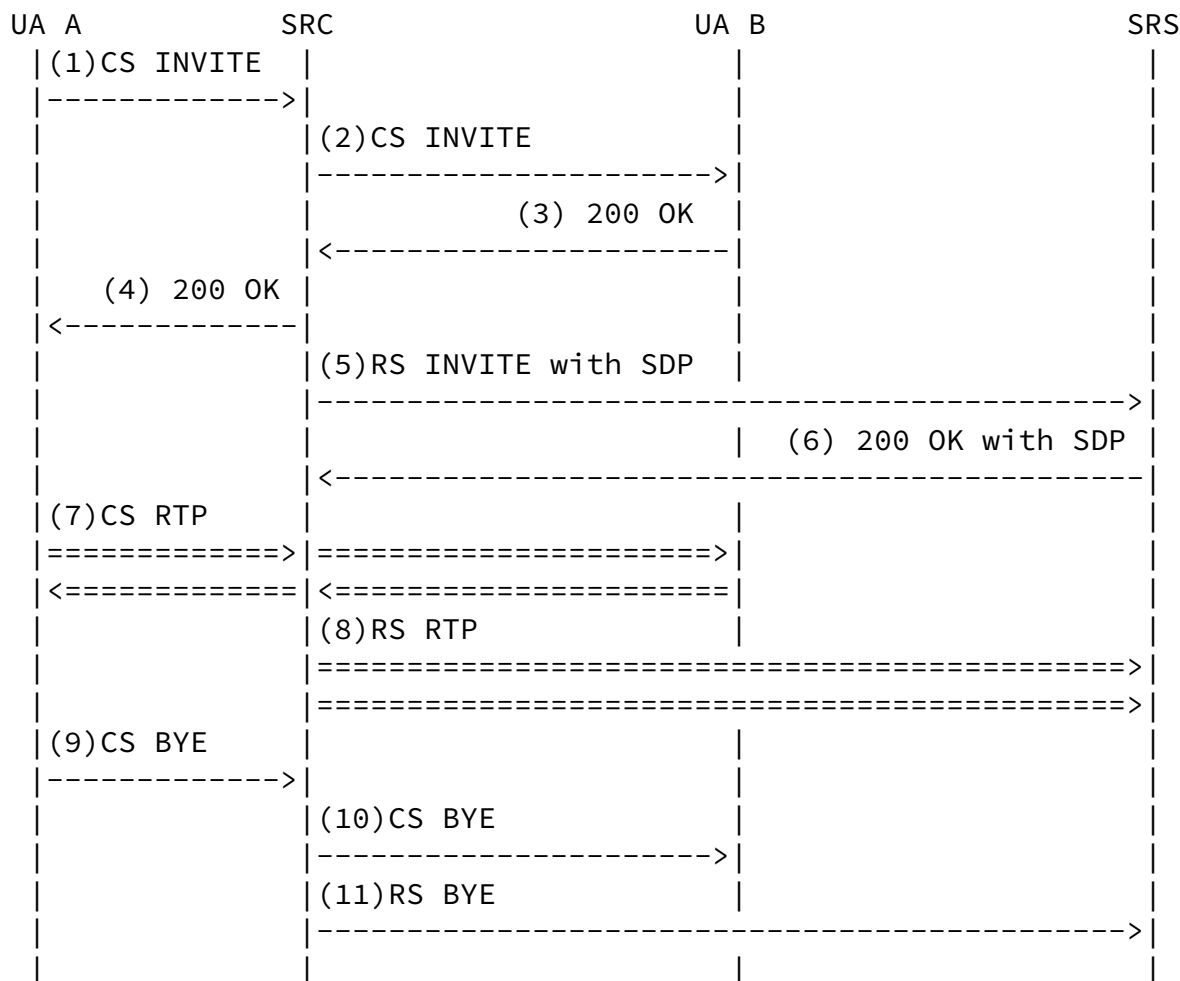 UA A SRC UA B SRS
(1)CS INVITE
(2)CS INVITE
(3) 200 OK
(4) 200 OK
(5)RS INVITE with SDP
(6) 200 OK with SDP
(7)CS RTP
(8)RS RTP
(9)CS BYE
(10)CS BYE
(11)RS BYE